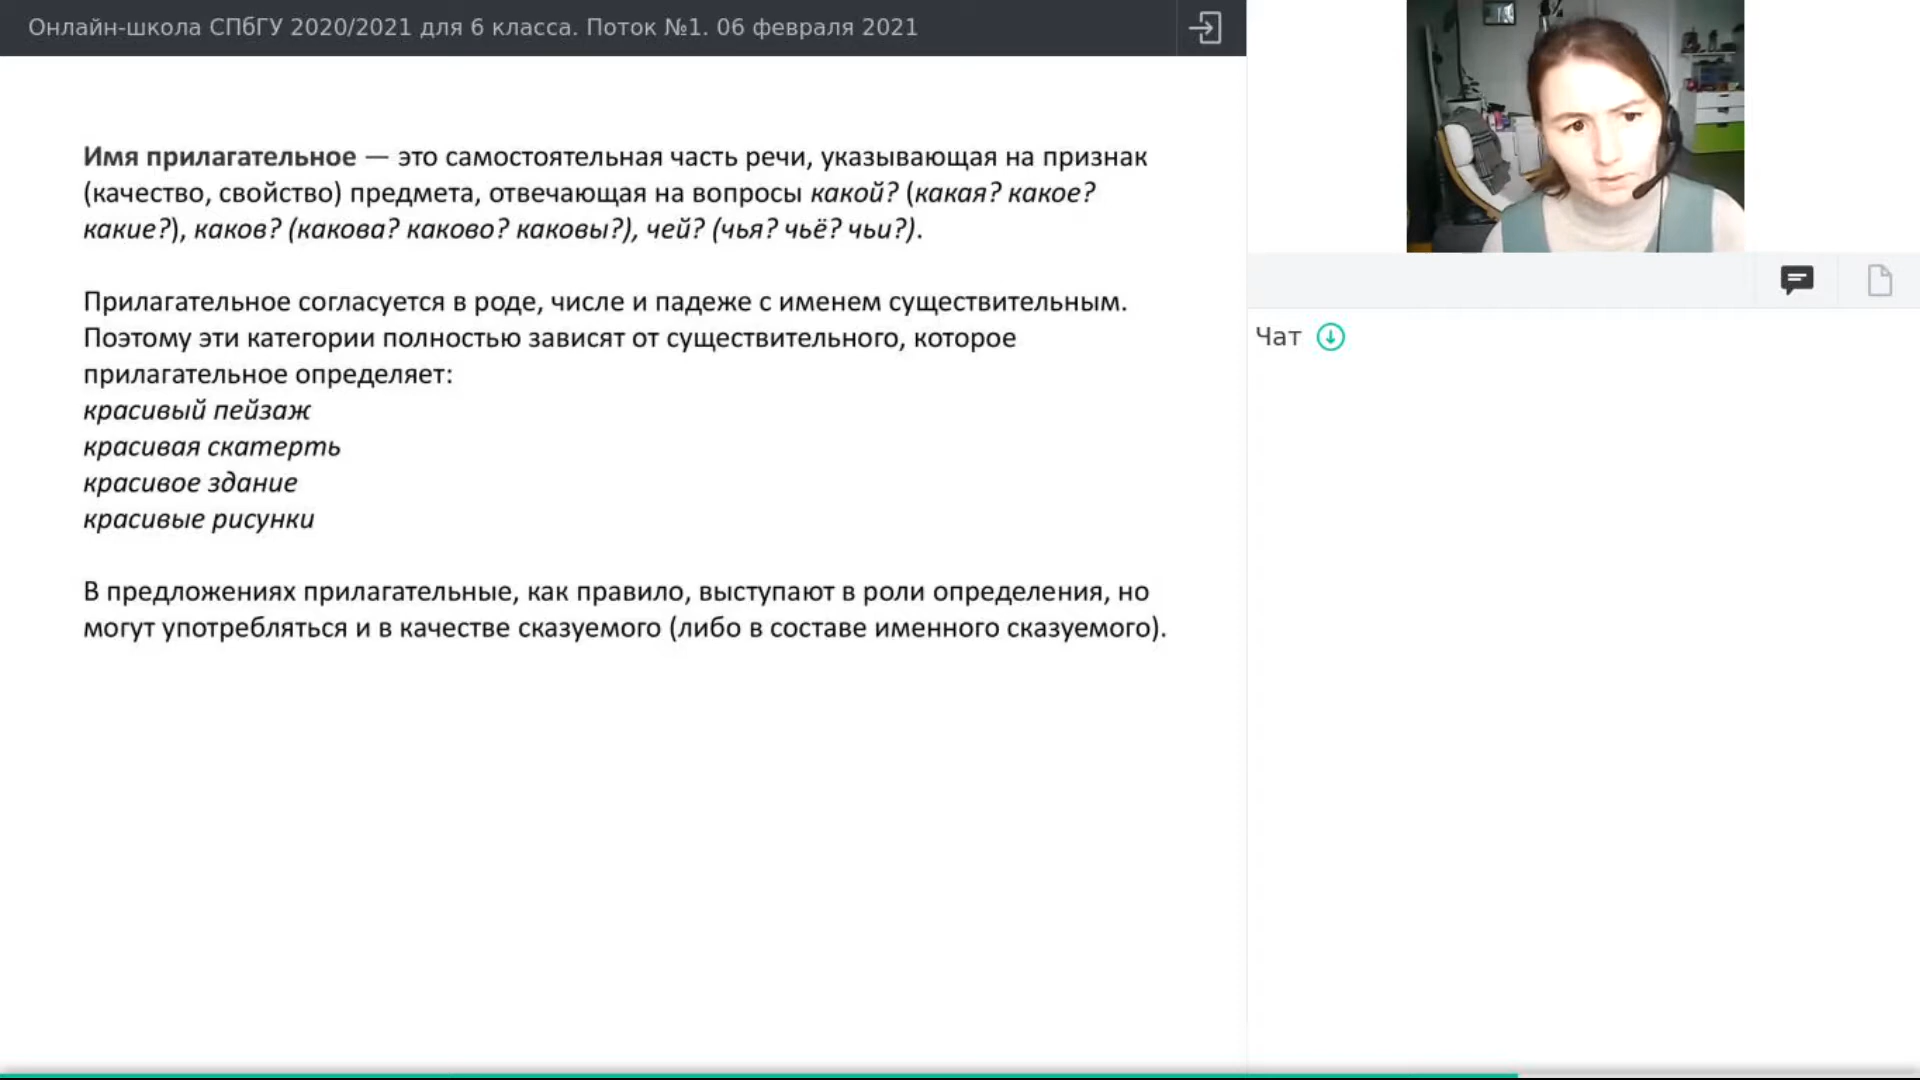 Онлайн-школа СПбГУ 2020/2021 для 6 класса. Поток №1. 06 февраля 2021
Имя прилагательное — это самостоятельная часть речи, указывающая на признак
(качество, свойство) предмета, отвечающая на вопросы какой? (какая? какое?
какие?), каков? (какова? каково? каковы?), чей? (чья? чьё? чьи?).
Прилагательное согласуется в роде, числе и падеже с именем существительным.
Поэтому эти категории полностью зависят от существительного, которое
прилагательное определяет:
красивый пейзаж
красивая скатерть
красивое здание
красивые рисунки
В предложениях прилагательные, как правило, выступают в роли определения, но
могут употребляться и в качестве сказуемого (либо в составе именного сказуемого).
Чат